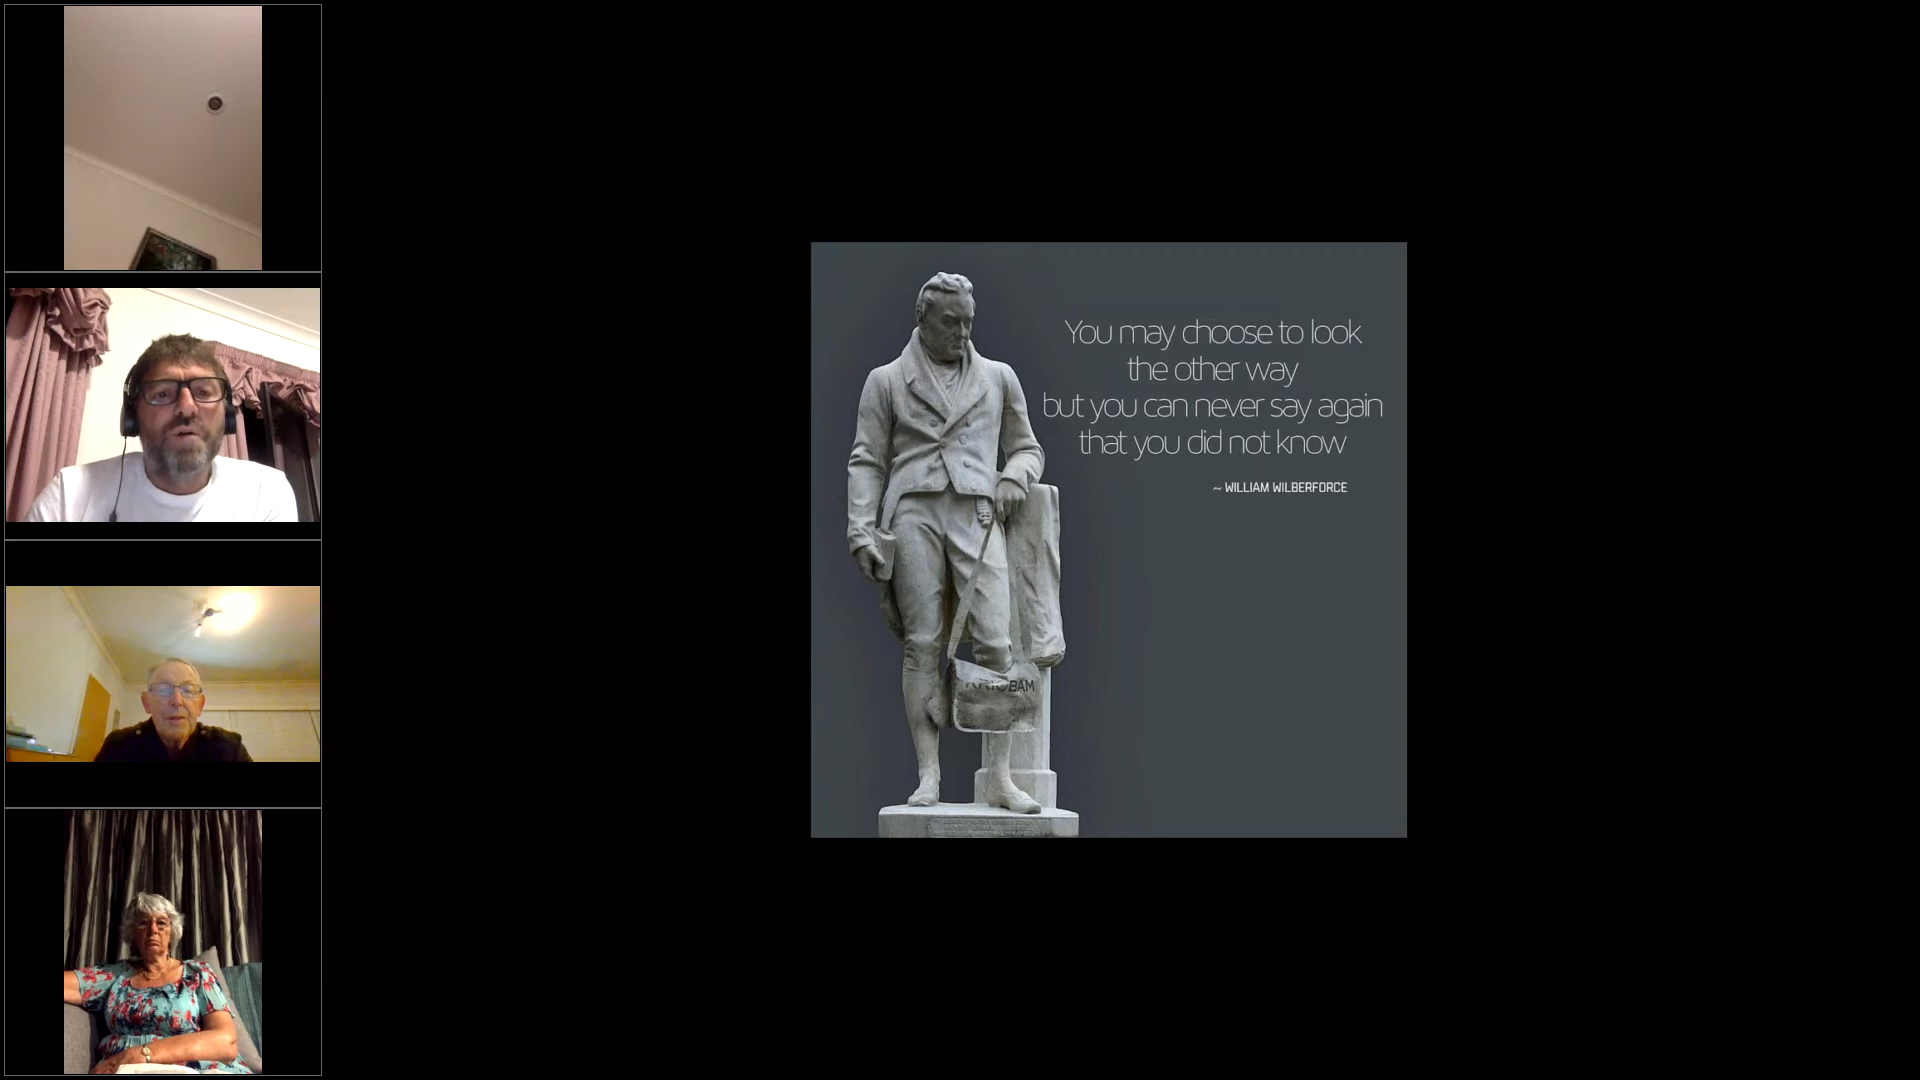 You may choose to look
the other way
but you can never say again
that you did not know
~ WILLIAM WILBERFORCE
BAM